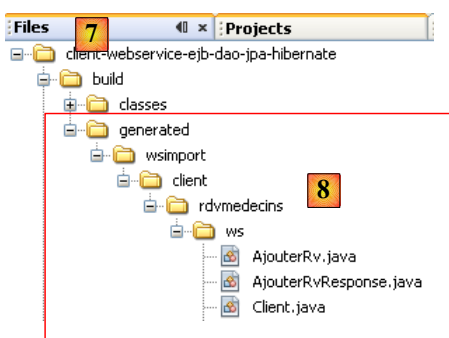 Files 7 × Projects
client-webservice-ejb-dao-jpa-hibernate
build
classes
generated
wsimport
client
rdvmedecins
8
ws
AjouterRv.java
AjouterRvResponse.java
Client.java